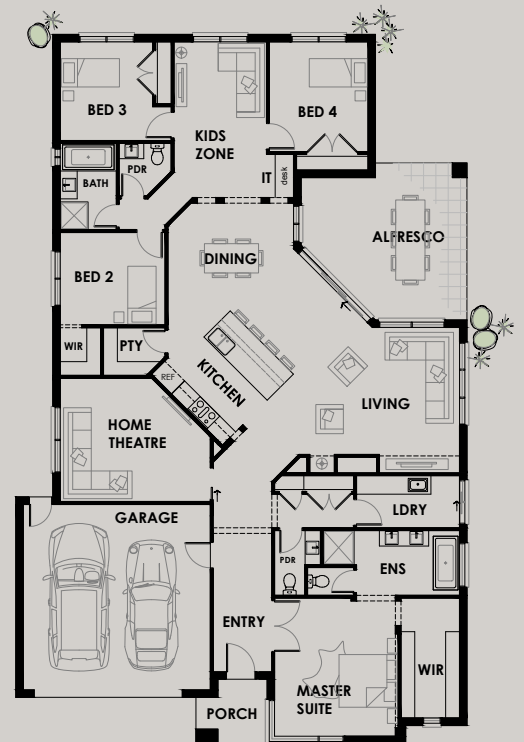 BED 3
BED 4
KIDS
ZONE
PDR
BATH
IT
desk
ALFRESCO
DINING
BED 2
WIR
PTY
REF
KITCHEN
LIVING
HOME
THEATRE
LDRY
GARAGE
PDR
ENS
ENTRY
WIR
MASTER
SUITE
PORCH